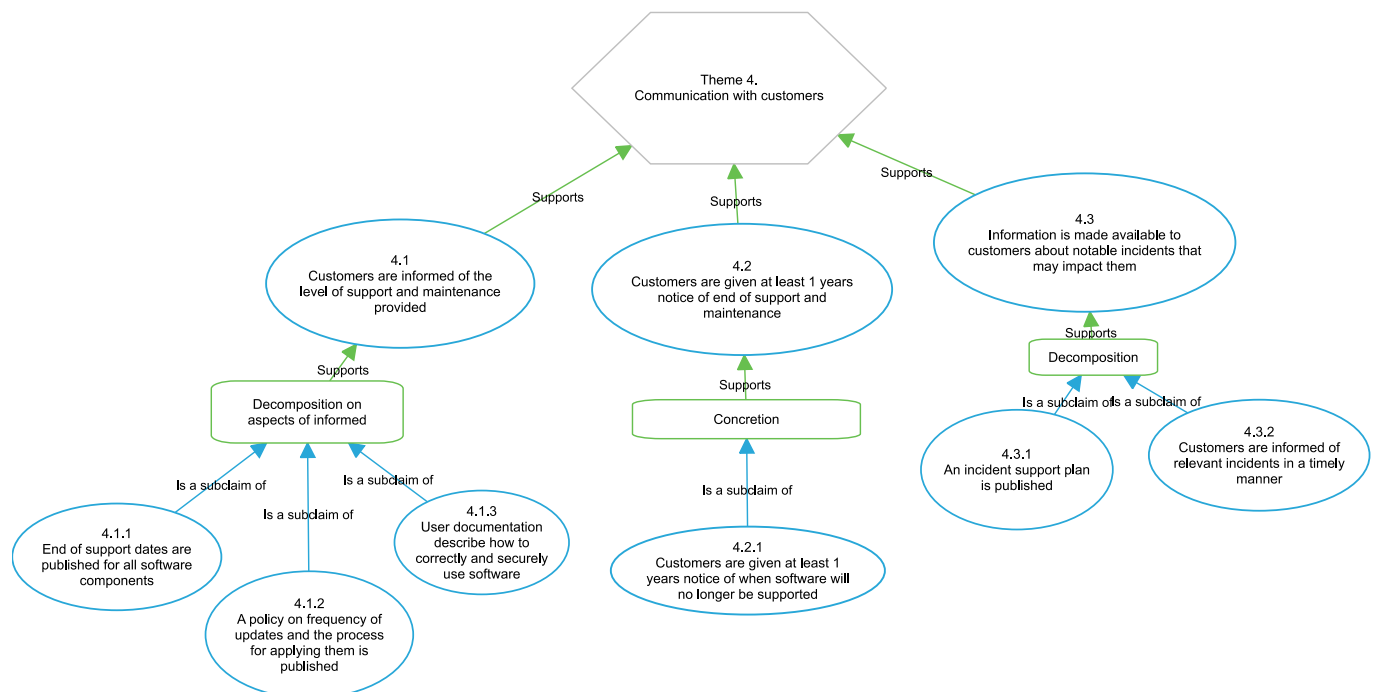 Theme 4.
Communication with customers
Supports
Supports
Supports
4.1
Customers are informed of the
level of support and maintenance
provided
4.2
Customers are given at least 1 years
notice of end of support and
maintenance
4.3
Information is made available to
customers about notable incidents that
may impact them
Supports
Supports
Supports
Decomposition on
aspects of informed
Concretion
Decomposition
Is a subclaim of
Is a subclaim of
Is a subclaim of
Is a subclaim of
Is a subclaim of
Is a subclaim of
4.1.1
End of support dates are
published for all software
components
4.1.2
A policy on frequency of
updates and the process
for applying them is
published
4.1.3
User documentation
describe how to
correctly and securely
use software
4.2.1
Customers are given at least 1
years notice of when software will
no longer be supported
4.3.1
An incident support plan
is published
4.3.2
Customers are informed of
relevant incidents in a timely
manner